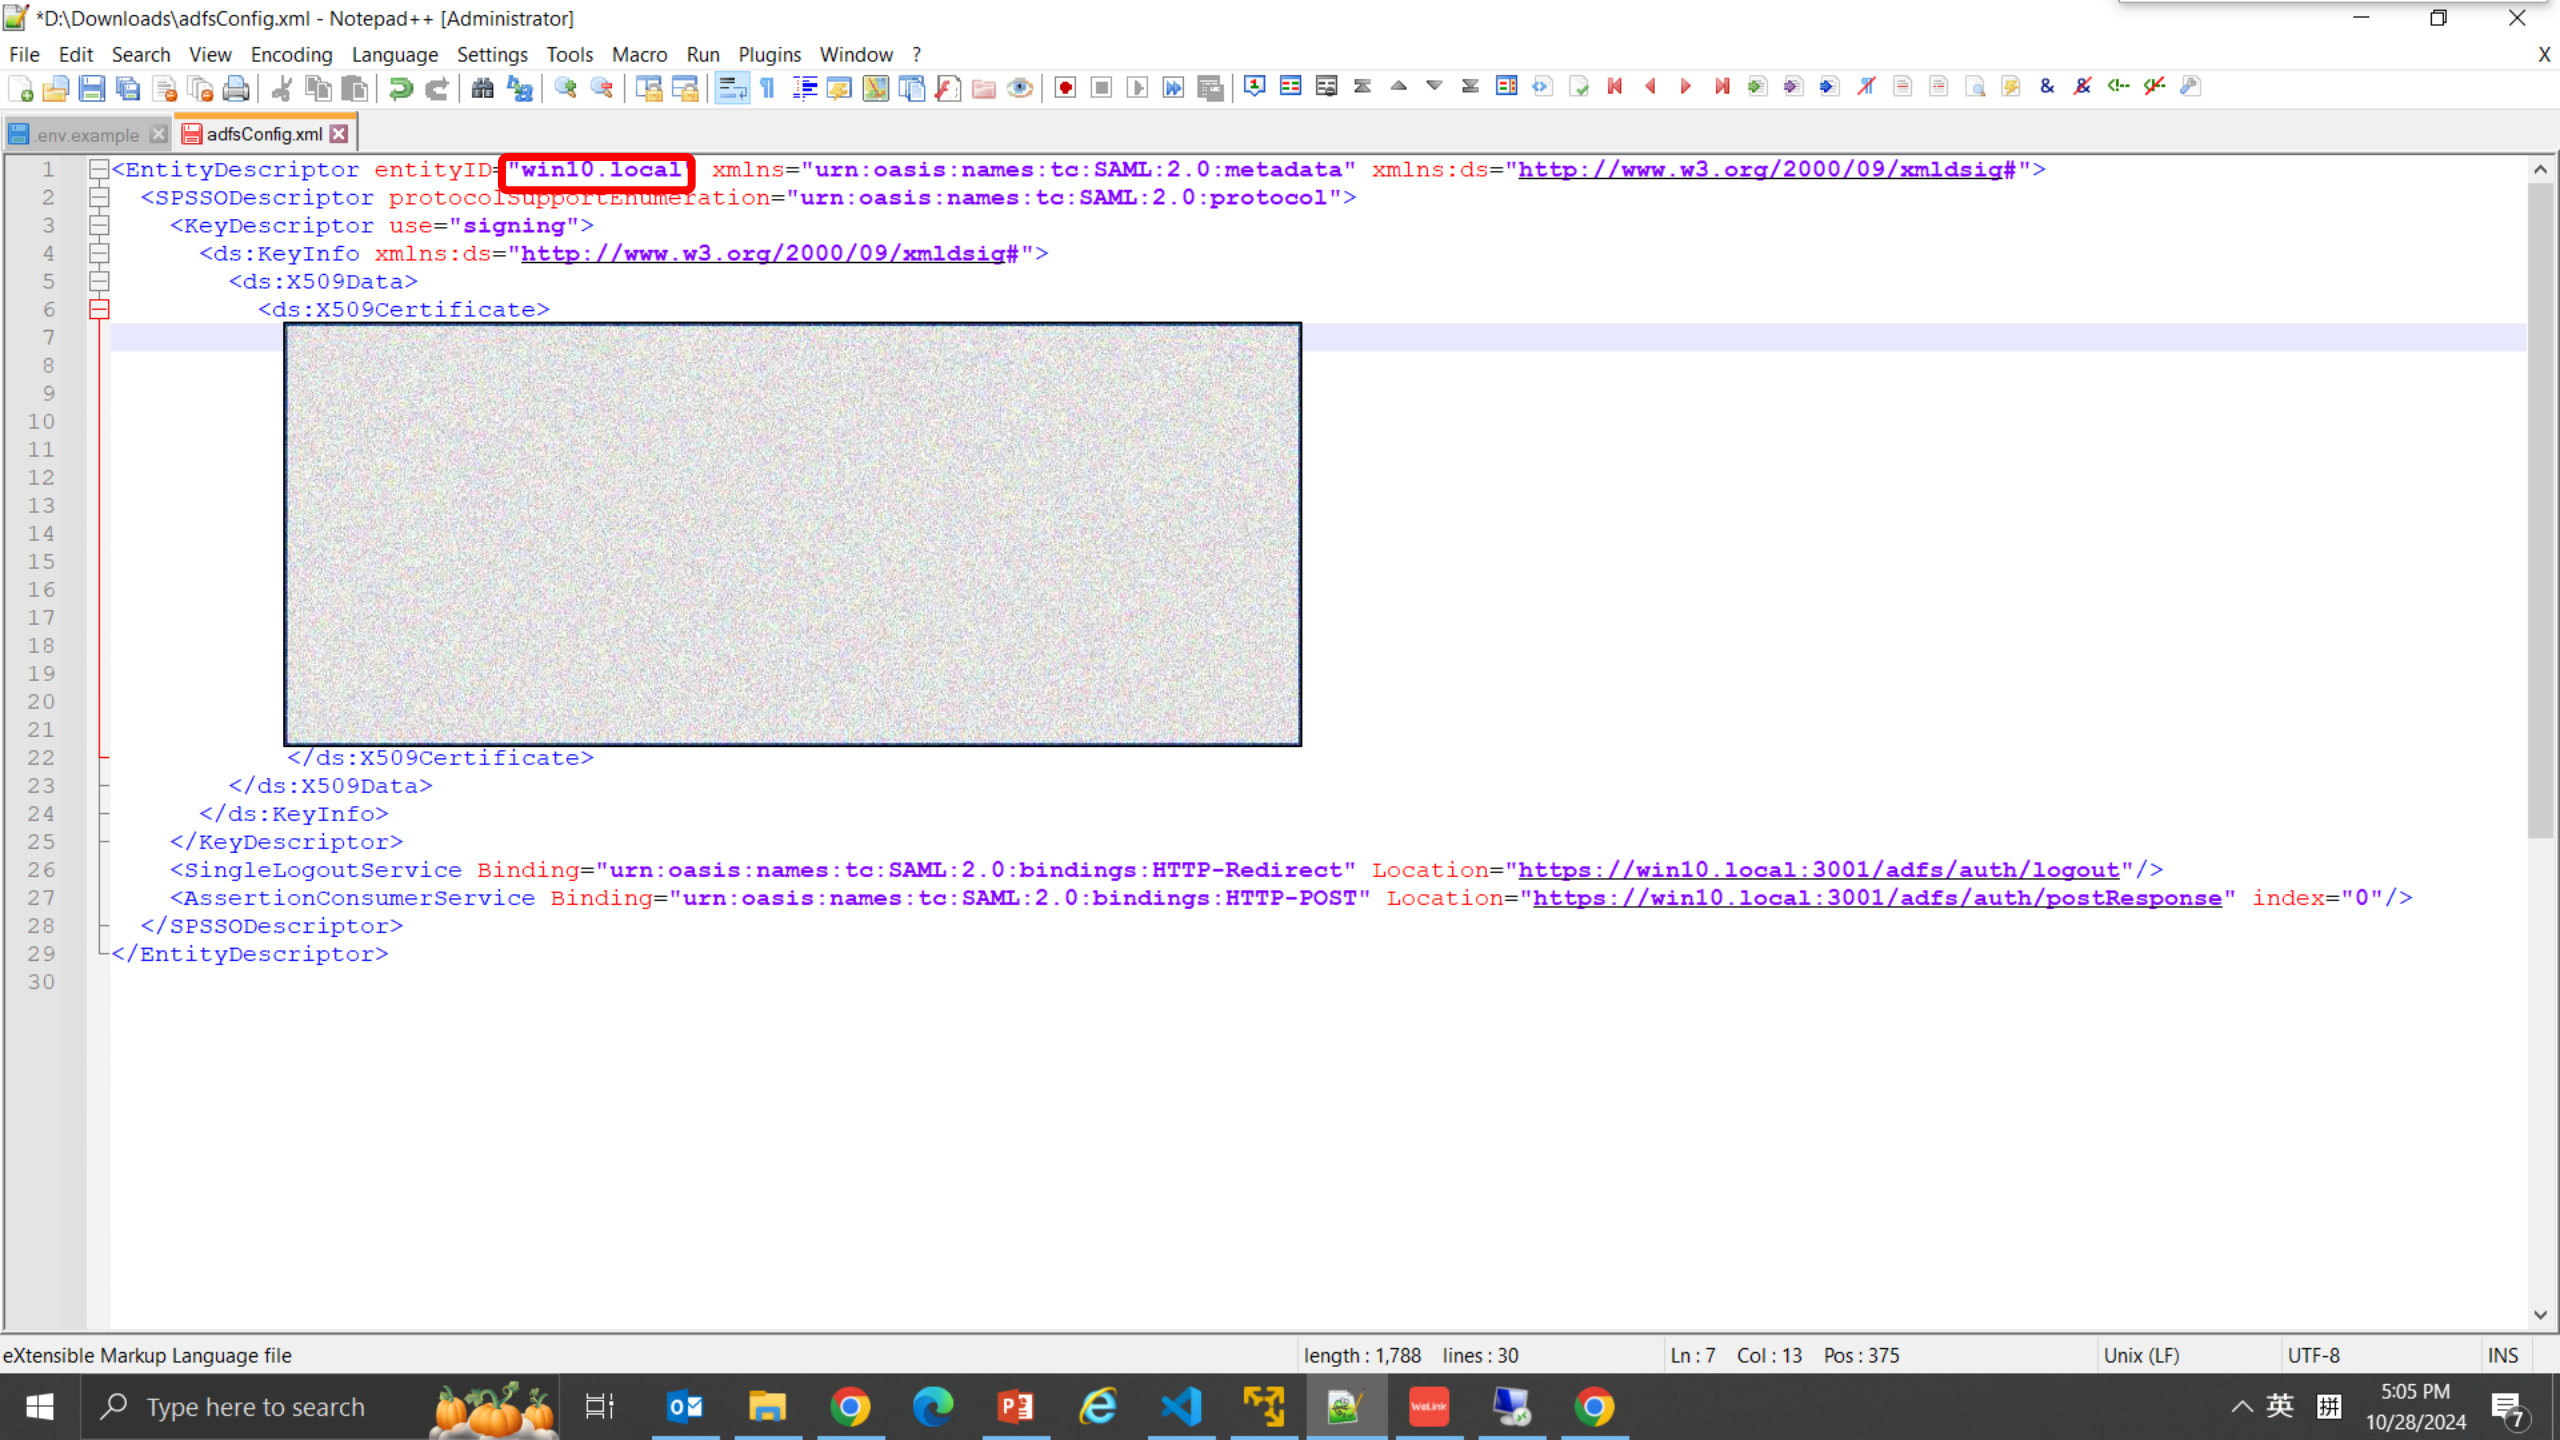 *D:\Downloads\adfsConfig.xml - Notepad++ [Administrator]
File Edit Search View Encoding Language Settings Tools Macro Run Plugins Window ? X
.env.example adfsConfig.xml
1 <EntityDescriptor entityID="win10.local" xmlns="urn:oasis:names:tc:SAML:2.0:metadata" xmlns:ds="http://www.w3.org/2000/09/xmldsig#">
2 <SPSSODescriptor protocolSupportEnumeration="urn:oasis:names:tc:SAML:2.0:protocol">
3 <KeyDescriptor use="signing">
4 <ds:KeyInfo xmlns:ds="http://www.w3.org/2000/09/xmldsig#">
5 <ds:X509Data>
6 <ds:X509Certificate>
7
8
9
10
11
12
13
14
15
16
17
18
19
20
21
22 </ds:X509Certificate>
23 </ds:X509Data>
24 </ds:KeyInfo>
25 </KeyDescriptor>
26 <SingleLogoutService Binding="urn:oasis:names:tc:SAML:2.0:bindings:HTTP-Redirect" Location="https://win10.local:3001/adfs/auth/logout"/>
27 <AssertionConsumerService Binding="urn:oasis:names:tc:SAML:2.0:bindings:HTTP-POST" Location="https://win10.local:3001/adfs/auth/postResponse" index="0"/>
28 </SPSSODescriptor>
29 </EntityDescriptor>
30
eXtensible Markup Language file length : 1,788 lines : 30 Ln : 7 Col : 13 Pos : 375 Unix (LF) UTF-8 INS
Type here to search WeLink 英 拼 5:05 PM
10/28/2024 7